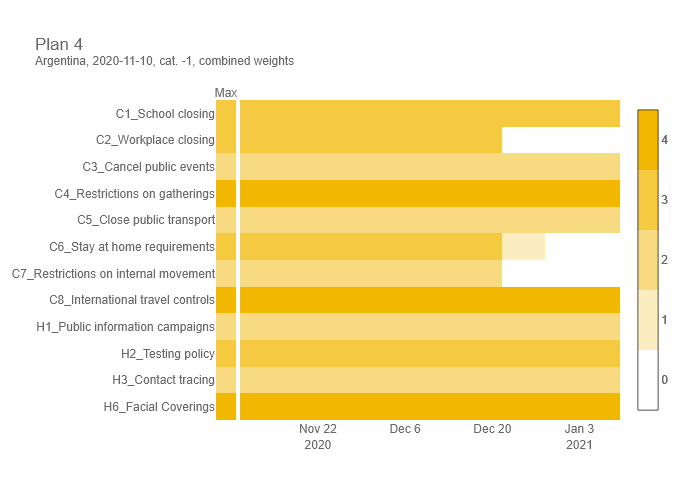 Plan 4
Argentina, 2020-11-10, cat. -1, combined weights
Max
C1_School closing
C2_Workplace closing
C3_Cancel public events
C4_Restrictions on gatherings
C5_Close public transport
C6_Stay at home requirements
C7_Restrictions on internal movement
C8_International travel controls
H1_Public information campaigns
H2_Testing policy
H3_Contact tracing
H6_Facial Coverings
4
3
2
1
0
Nov 22 Dec 6 Dec 20 Jan 3
2020 2021